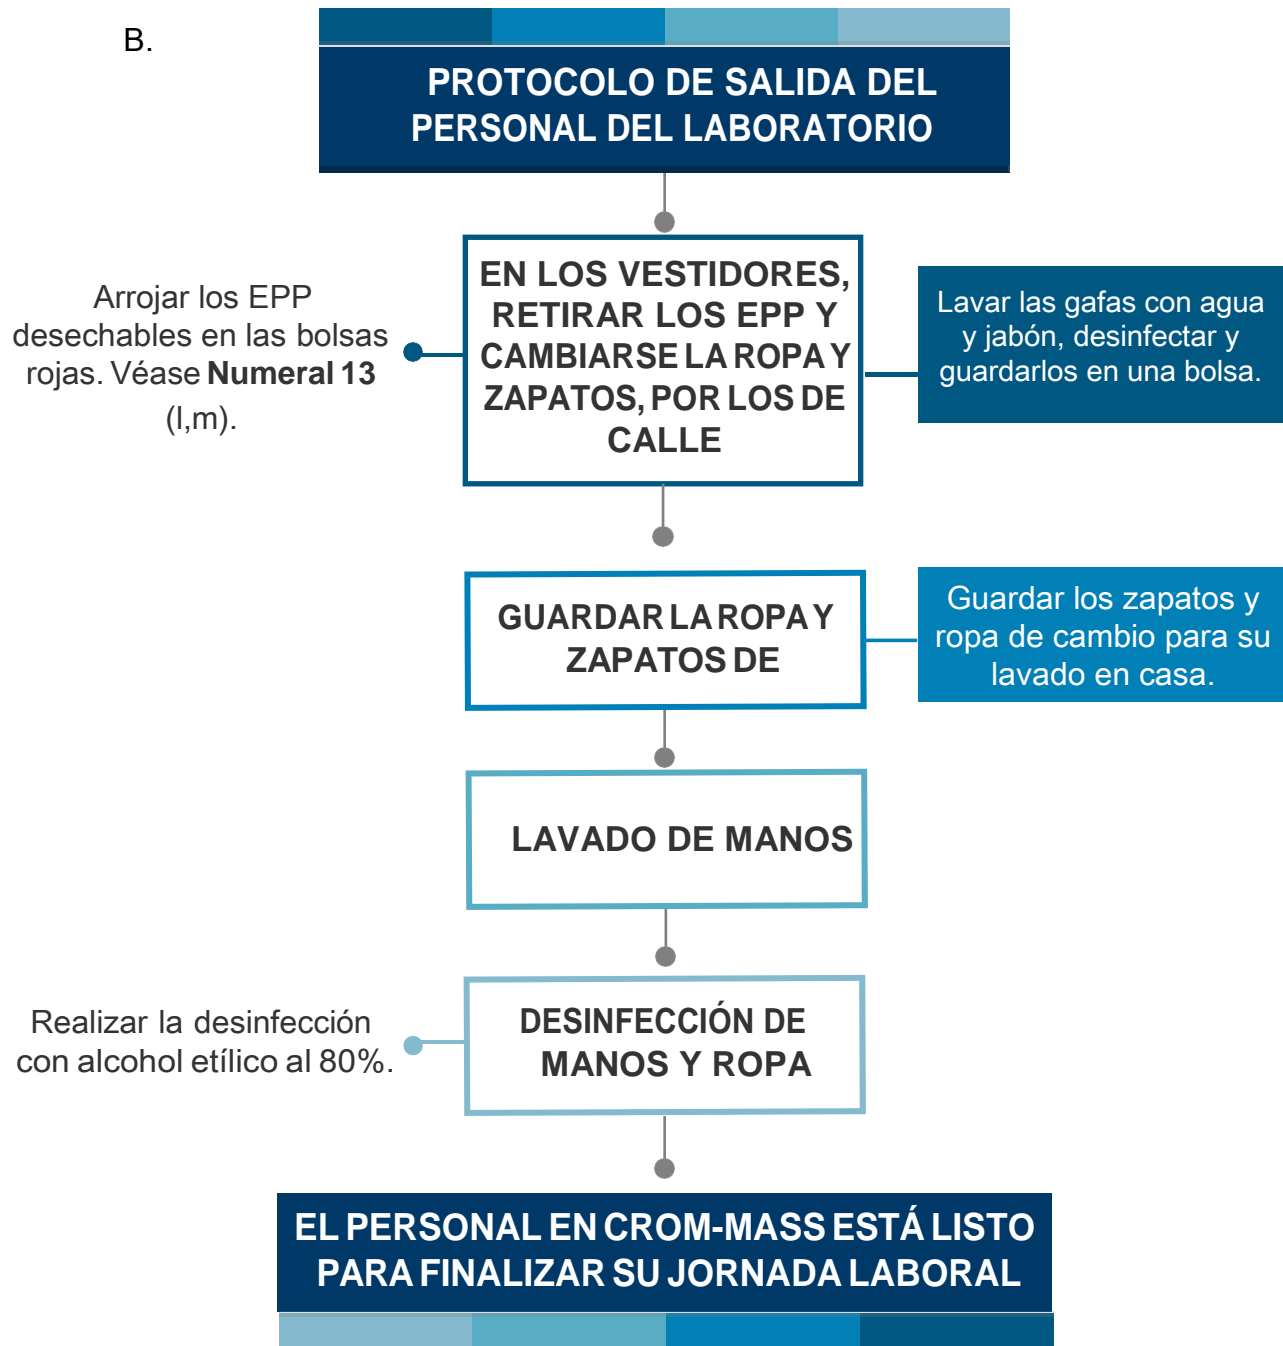 B.
PROTOCOLO DE SALIDA DEL
PERSONAL DEL LABORATORIO
EN LOS VESTIDORES,
RETIRAR LOS EPP Y
CAMBIARSE LA ROPA Y
ZAPATOS, POR LOS DE
CALLE
Arrojar los EPP
desechables en las bolsas
rojas. Véase Numeral 13
(l,m).
Lavar las gafas con agua
y jabón, desinfectar y
guardarlos en una bolsa.
GUARDAR LA ROPA Y
ZAPATOS DE
Guardar los zapatos y
ropa de cambio para su
lavado en casa.
LAVADO DE MANOS
DESINFECCIÓN DE
MANOS Y ROPA
Realizar la desinfección
con alcohol etílico al 80%.
EL PERSONAL EN CROM-MASS ESTÁ LISTO
PARA FINALIZAR SU JORNADA LABORAL